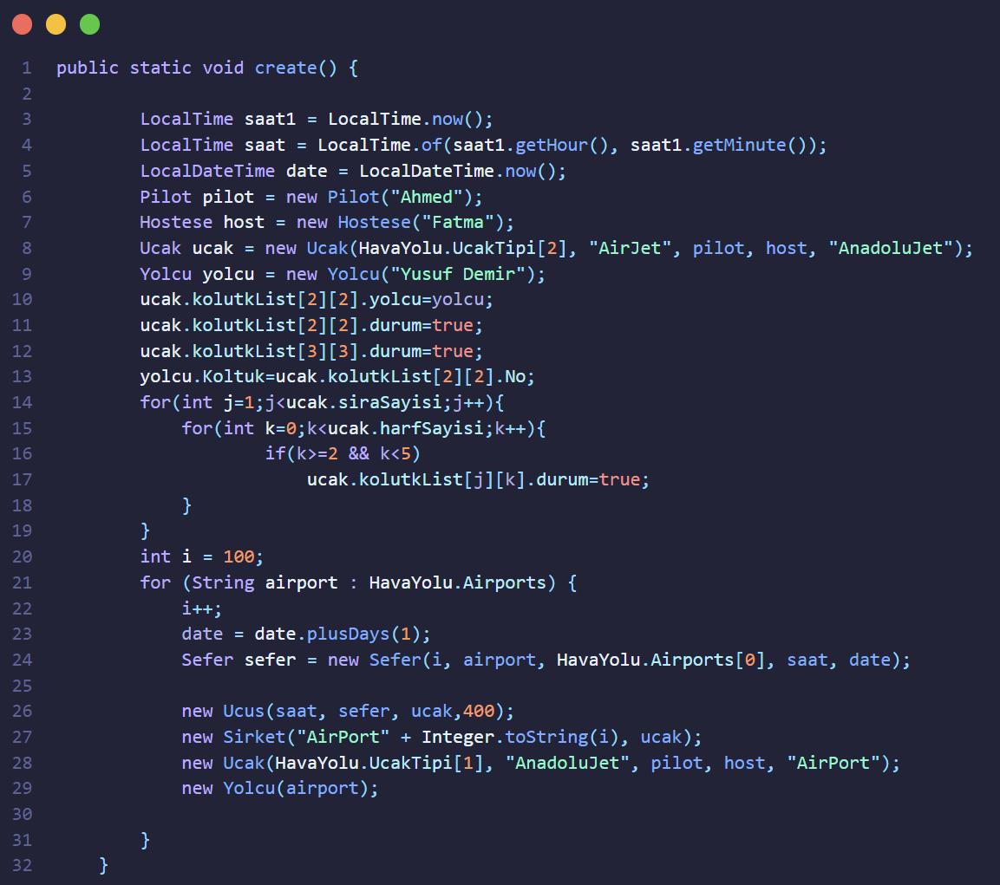 1 public static void create() {
2
3 LocalTime saat1 = LocalTime.now();
4 LocalTime saat = LocalTime.of(saat1.getHour(), saat1.getMinute());
5 LocalDateTime date = LocalDateTime.now();
6 Pilot pilot = new Pilot("Ahmed");
7 Hostese host = new Hostese("Fatma");
8 Ucak ucak = new Ucak(HavaYolu.UcakTipi[2], "AirJet", pilot, host, "AnadoluJet");
9 Yolcu yolcu = new Yolcu("Yusuf Demir");
10 ucak.kolutkList[2][2].yolcu=yolcu;
11 ucak.kolutkList[2][2].durum=true;
12 ucak.kolutkList[3][3].durum=true;
13 yolcu.Koltuk=ucak.kolutkList[2][2].No;
14 for(int j=1;j<ucak.siraSayisi;j++){
15 for(int k=0;k<ucak.harfSayisi;k++){
16 if(k>=2 && k<5)
17 ucak.kolutkList[j][k].durum=true;
18 }
19 }
20 int i = 100;
21 for (String airport : HavaYolu.Airports) {
22 i++;
23 date = date.plusDays(1);
24 Sefer sefer = new Sefer(i, airport, HavaYolu.Airports[0], saat, date);
25
26 new Ucus(saat, sefer, ucak,400);
27 new Sirket("AirPort" + Integer.toString(i), ucak);
28 new Ucak(HavaYolu.UcakTipi[1], "AnadoluJet", pilot, host, "AirPort");
29 new Yolcu(airport);
30
31 }
32 }